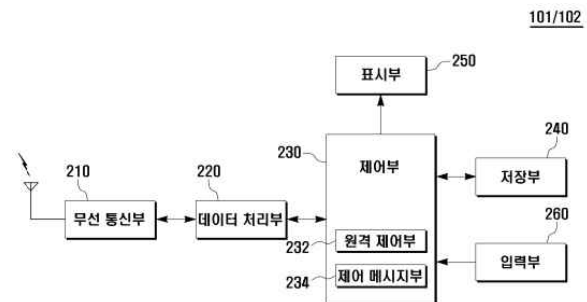 101/102
표시부
250
230
제어부
240
저장부
210
무선 통신부
220
데이터 처리부
232
원격 제어부
234
제어 메시지부
260
입력부